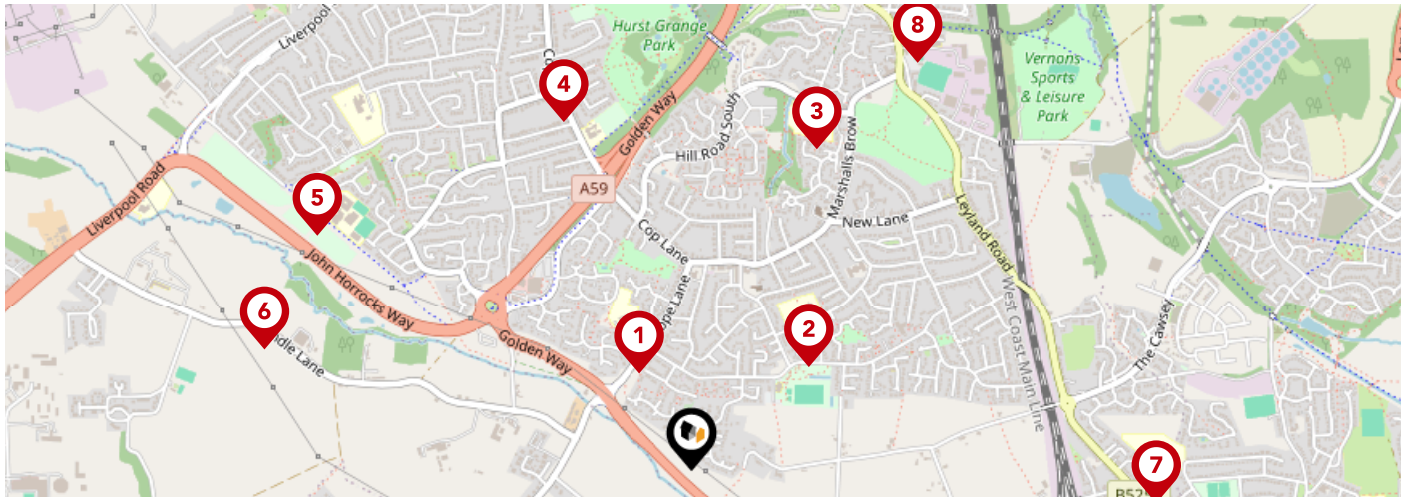 Liverpool
Hurst Grange
Park
8
Vernons
Sports
& Leisure
Park
4
3
Golden Way
Hill Road South
Marshalls Brow
A59
Liverpool Road
5
New Lane
Leyland Road
Cop Lane
John Horrocks Way
6
1
2
Golden Way
West Coast Main Line
The Cawsey
Lane
7